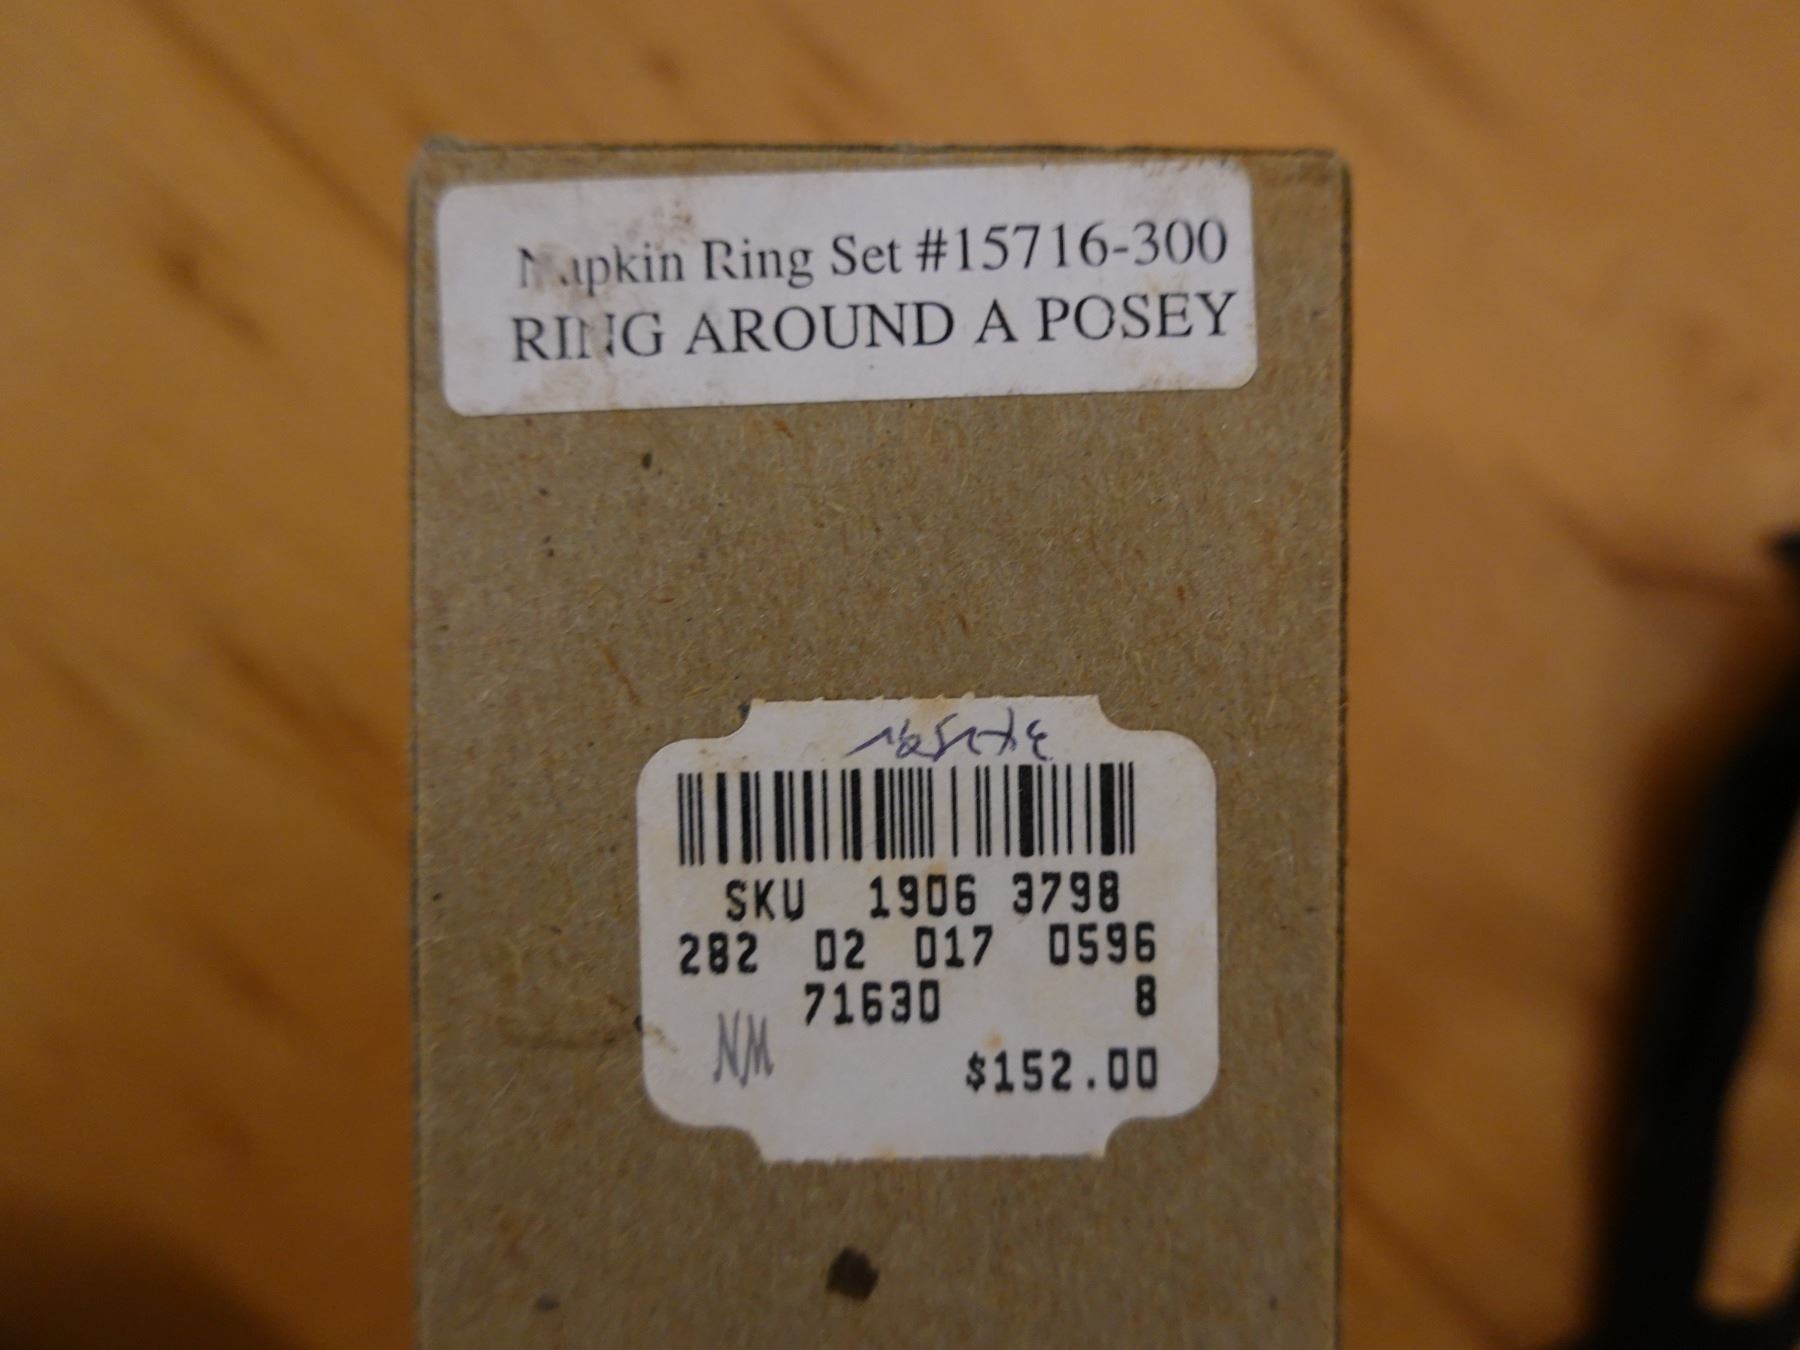 Napkin Ring Set #15716-300
RING AROUND A POSEY
SKU 1906 3798
282 02 017 0596
71630 8
NM
$152.00